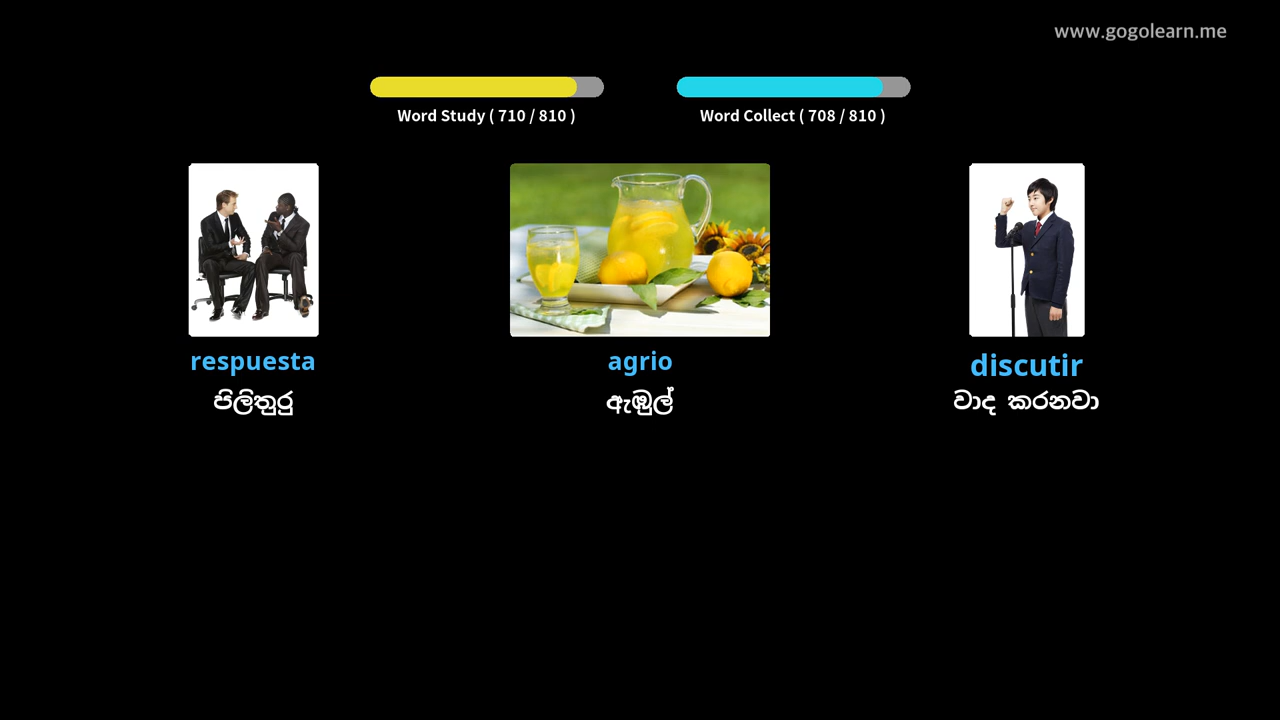 www.gogolearn.me
Word Study ( 710 / 810 )
Word Collect ( 708 / 810 )
respuesta
පිලිතුරු
agrio
ඇඹුල්
discutir
වාද කරනවා